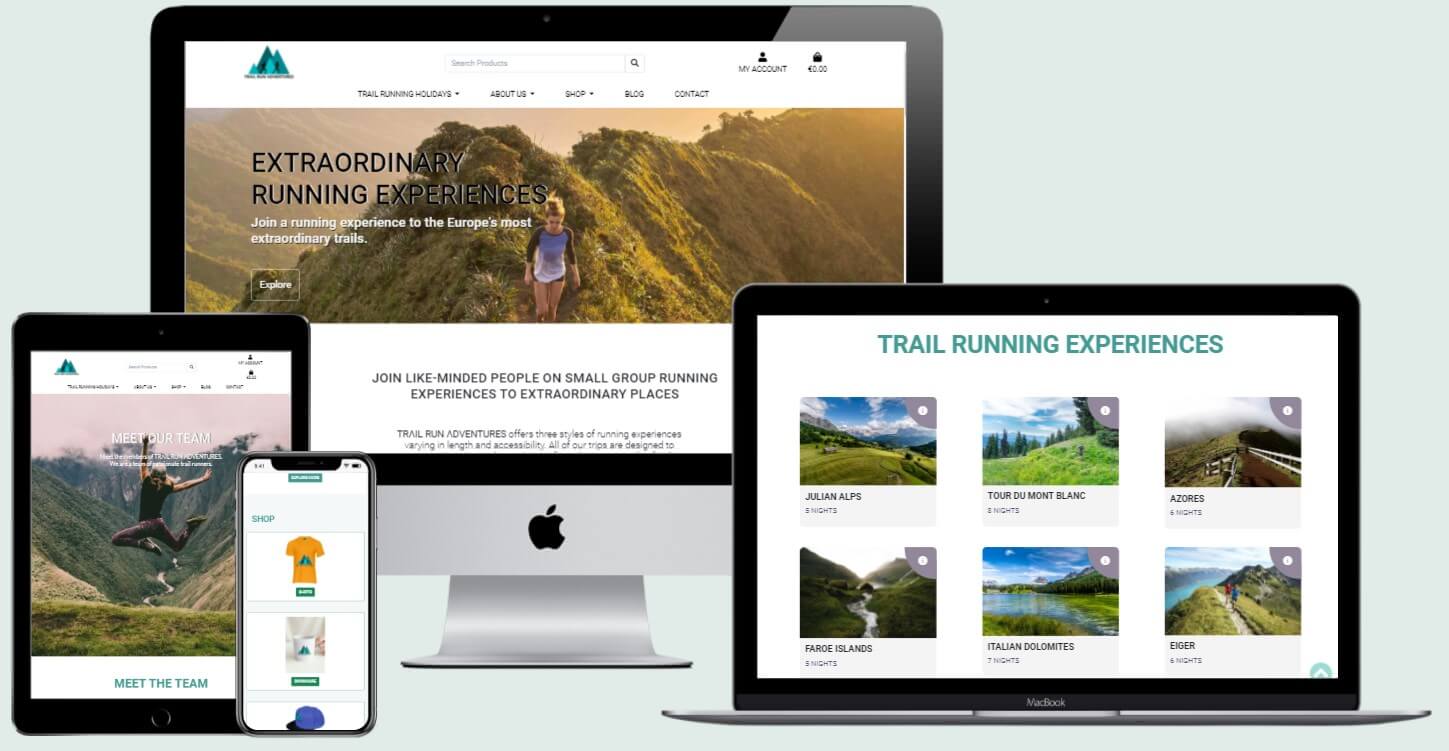 TRAIL RUN ADVENTURES
Search Products
MY ACCOUNT
€0.00
TRAIL RUNNING HOLIDAYS
ABOUT US
SHOP
BLOG
CONTACT
EXTRAORDINARY
RUNNING EXPERIENCES
Join a running experience to the Europe's most
extraordinary trails.
Explore
JOIN LIKE-MINDED PEOPLE ON SMALL GROUP RUNNING
EXPERIENCES TO EXTRAORDINARY PLACES
TRAIL RUN ADVENTURES offers three styles of running experiences
varying in length and accessibility. All of our trips are designed to
Search Products
MY ACCOUNT
€0.00
TRAIL RUNNING HOLIDAYS
ABOUT US
SHOP
BLOG
CONTACT
MEET OUR TEAM
Meet the members of TRAIL RUN ADVENTURES.
We are a team of passionate trail runners.
MEET THE TEAM
9:41
EXPLORE MORE
SHOP
SHIRTS
DRINKWARE
TRAIL RUNNING EXPERIENCES
JULIAN ALPS
5 NIGHTS
TOUR DU MONT BLANC
8 NIGHTS
AZORES
6 NIGHTS
FAROE ISLANDS
5 NIGHTS
ITALIAN DOLOMITES
7 NIGHTS
EIGER
6 NIGHTS
MacBook